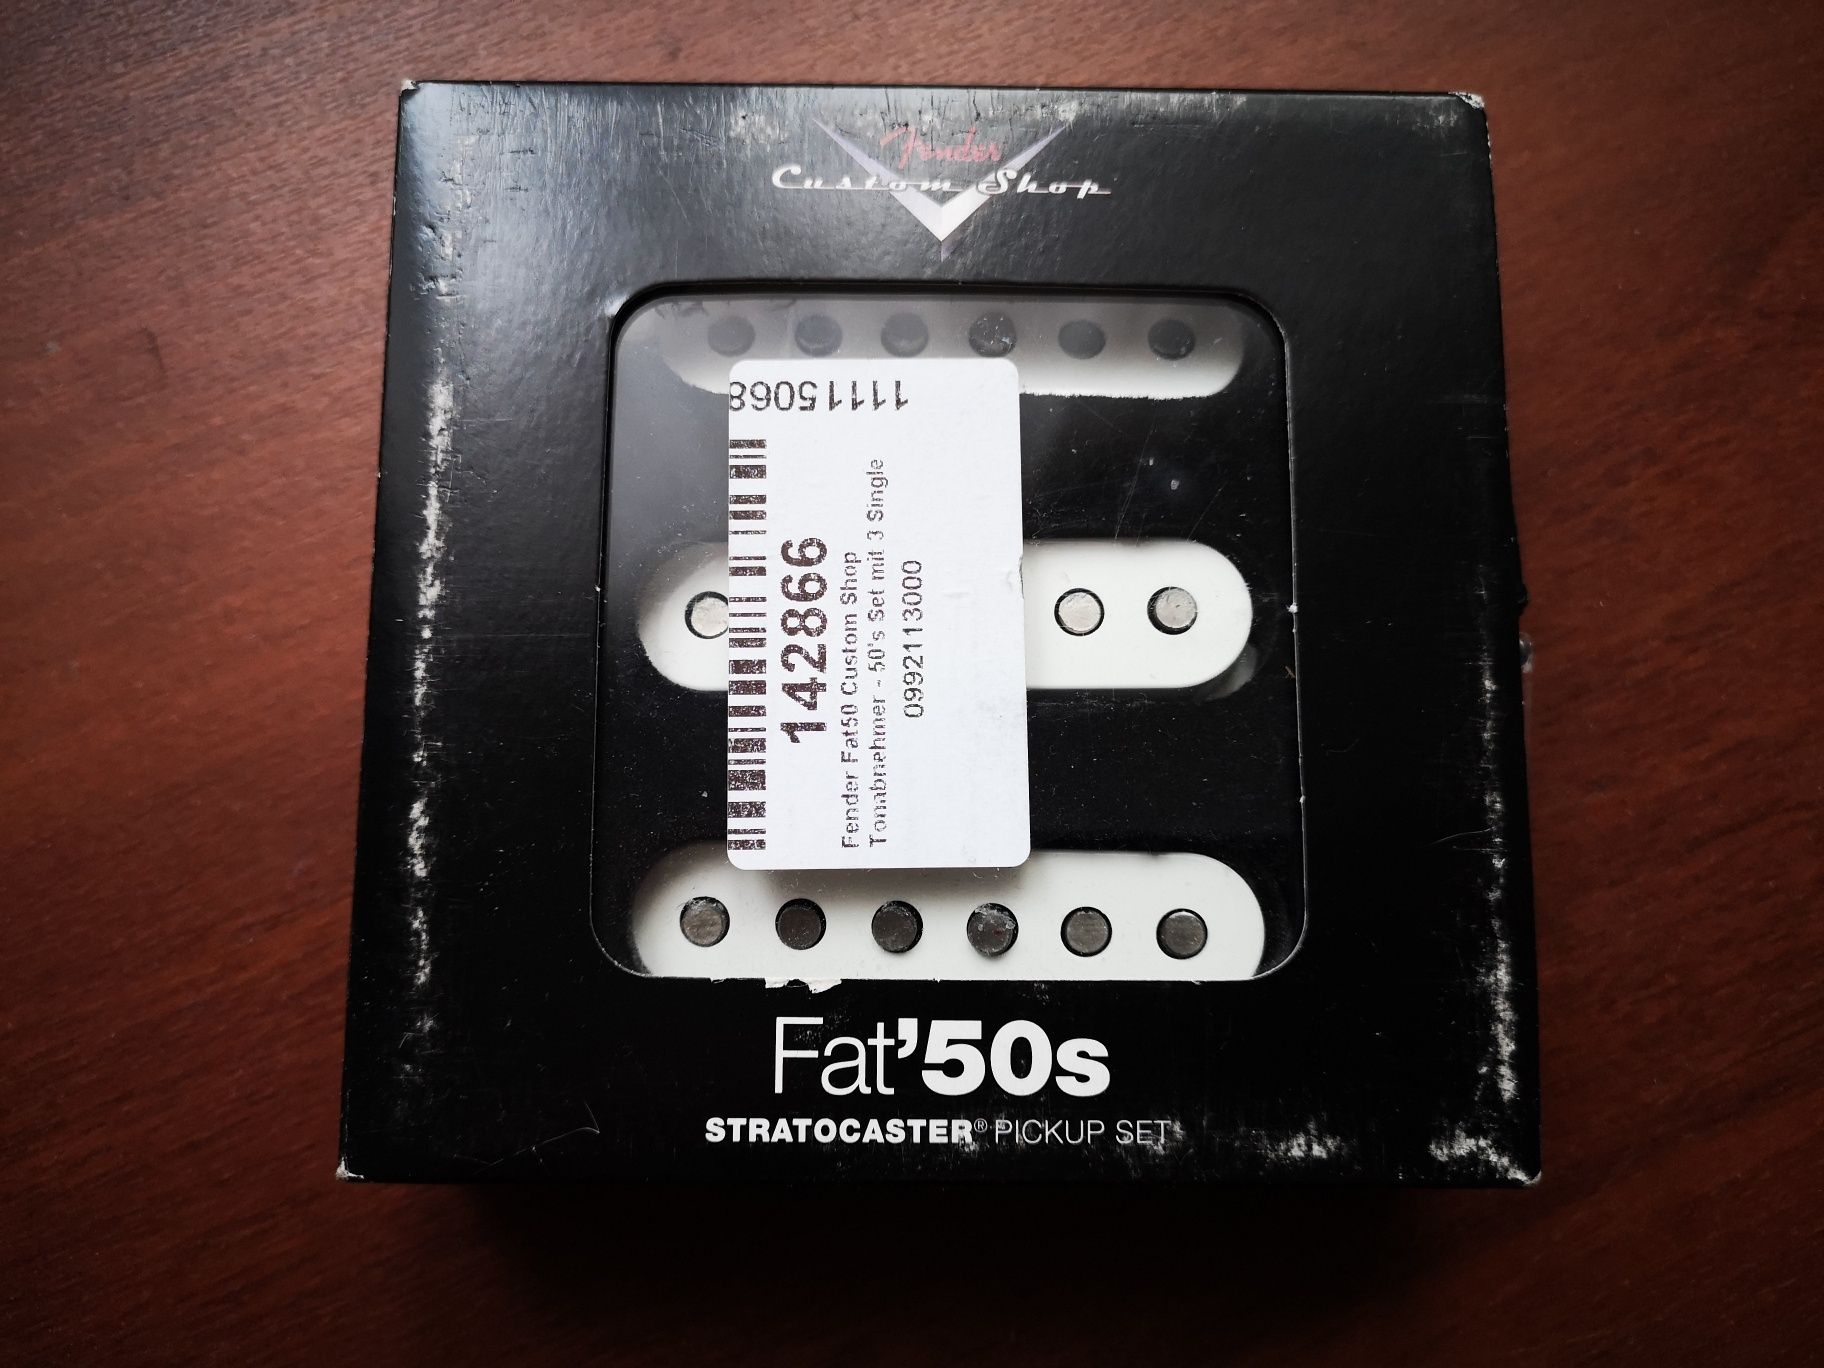 Fender
Custom Shop
11115068
142866
Fender Fat50 Custom Shop
Tonabnehmer - 50's Set mit 3 Single
0992113000
Fat'50s
STRATOCASTER® PICKUP SET